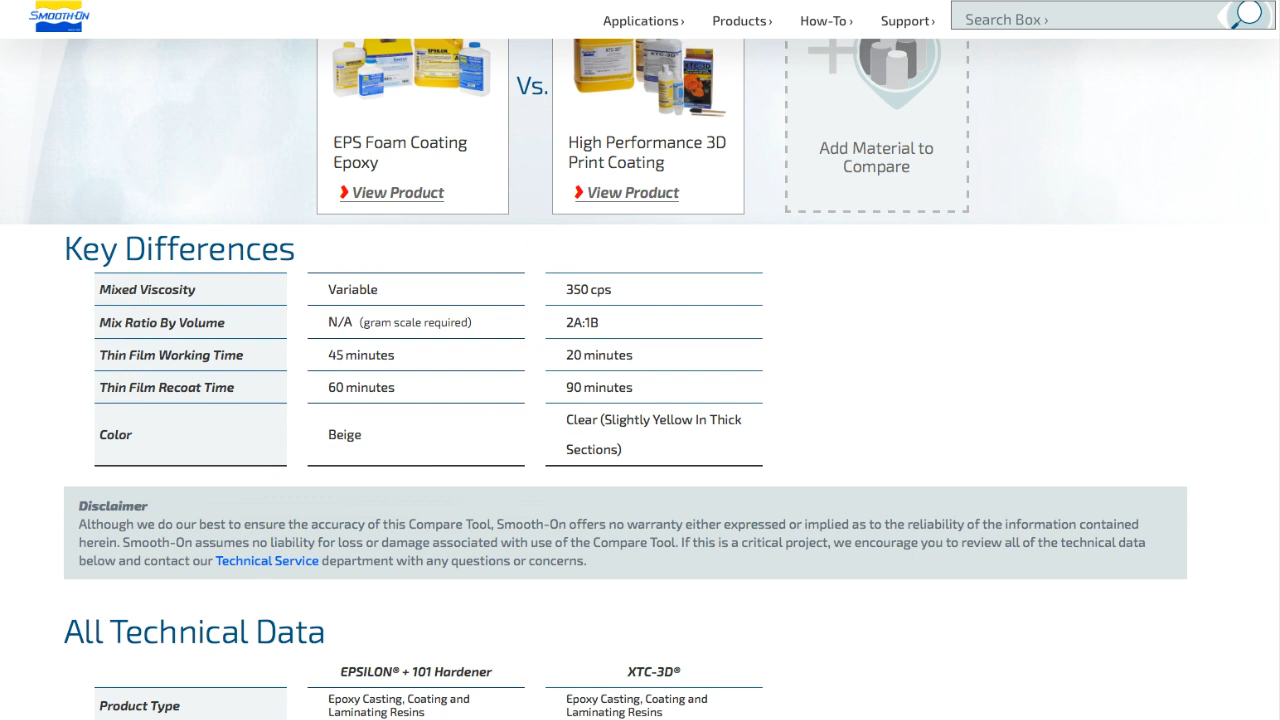 SMOOTH-ON
Applications ›
Products ›
How-To ›
Support ›
Search Box ›
Vs.
EPS Foam Coating
Epoxy
View Product
High Performance 3D
Print Coating
View Product
Add Material to
Compare
Key Differences
Mixed Viscosity Variable 350 cps
Mix Ratio By Volume N/A (gram scale required) 2A:1B
Thin Film Working Time 45 minutes 20 minutes
Thin Film Recoat Time 60 minutes 90 minutes
Color Beige Clear (Slightly Yellow In Thick
Sections)
Disclaimer
Although we do our best to ensure the accuracy of this Compare Tool, Smooth-On offers no warranty either expressed or implied as to the reliability of the information contained
herein. Smooth-On assumes no liability for loss or damage associated with use of the Compare Tool. If this is a critical project, we encourage you to review all of the technical data
below and contact our Technical Service department with any questions or concerns.
All Technical Data
EPSILON® + 101 Hardener XTC-3D®
Product Type
Epoxy Casting, Coating and
Laminating Resins
Epoxy Casting, Coating and
Laminating Resins